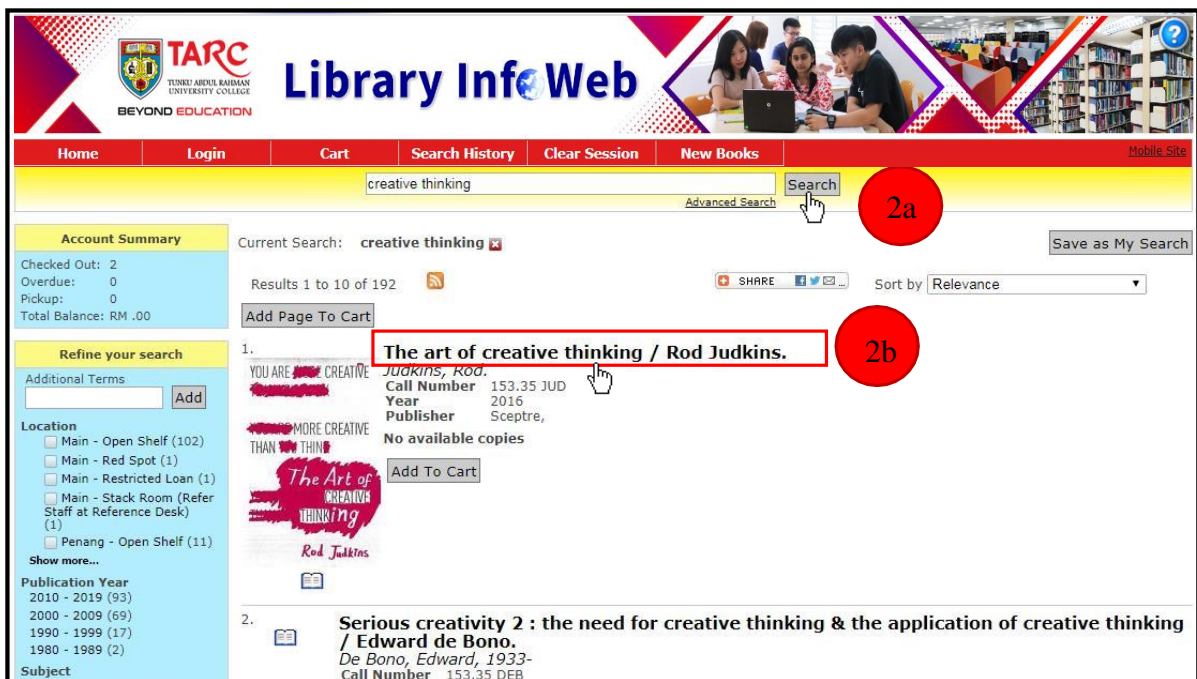 TARC
TUNKU ABDUL RAHMAN
UNIVERSITY COLLEGE
BEYOND EDUCATION
Library InfoWeb
?
Home Login Cart Search History Clear Session New Books Mobile Site
creative thinking Search
Advanced Search
2a
Account Summary
Checked Out: 2
Overdue: 0
Pickup: 0
Total Balance: RM .00
Refine your search
Additional Terms
Add
Location
Main - Open Shelf (102)
Main - Red Spot (1)
Main - Restricted Loan (1)
Main - Stack Room (Refer
Staff at Reference Desk)
(1)
Penang - Open Shelf (11)
Show more...
Publication Year
2010 - 2019 (93)
2000 - 2009 (69)
1990 - 1999 (17)
1980 - 1989 (2)
Subject
Current Search: creative thinking
Save as My Search
Results 1 to 10 of 192
SHARE ...
Sort by Relevance
Add Page To Cart
1.
The art of creative thinking / Rod Judkins.
2b
Judkins, Rod.
Call Number 153.35 JUD
Year 2016
Publisher Sceptre,
No available copies
Add To Cart
YOU ARE CREATIVE
MORE CREATIVE
THAN THINK
The Art of
CREATIVE
THINKing
Rod Judkins
2.
Serious creativity 2 : the need for creative thinking & the application of creative thinking
/ Edward de Bono.
De Bono, Edward, 1933-
Call Number 153.35 DEB